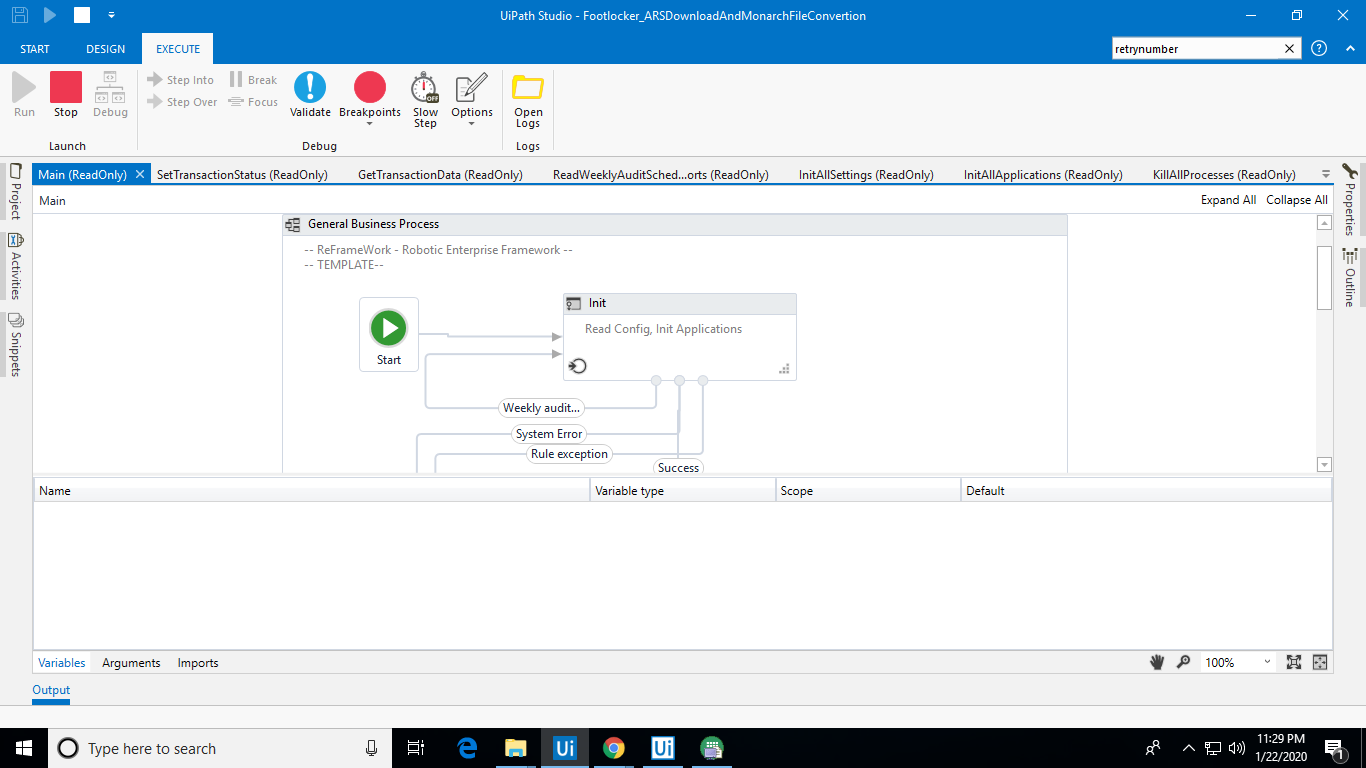 UiPath Studio - Footlocker_ARSDownloadAndMonarchFileConvertion
START DESIGN EXECUTE
retrynumber
Run
Stop
Debug
Step Into
Step Over
Break
Focus
Validate
Breakpoints
Slow
Step
OFF
Options
Open
Logs
Launch
Debug
Logs
Main (ReadOnly) SetTransactionStatus (ReadOnly) GetTransactionData (ReadOnly) ReadWeeklyAuditSched...orts (ReadOnly) InitAllSettings (ReadOnly) InitAllApplications (ReadOnly) KillAllProcesses (ReadOnly)
Project
Activities
Snippets
Properties
Outline
Main
Expand All Collapse All
General Business Process
-- ReFrameWork - Robotic Enterprise Framework --
-- TEMPLATE--
Start
Init
Read Config, Init Applications
Weekly audit...
System Error
Rule exception
Success
Name Variable type Scope Default
Variables Arguments Imports
100%
Output
Type here to search
Ui
Ui
11:29 PM
1/22/2020
1